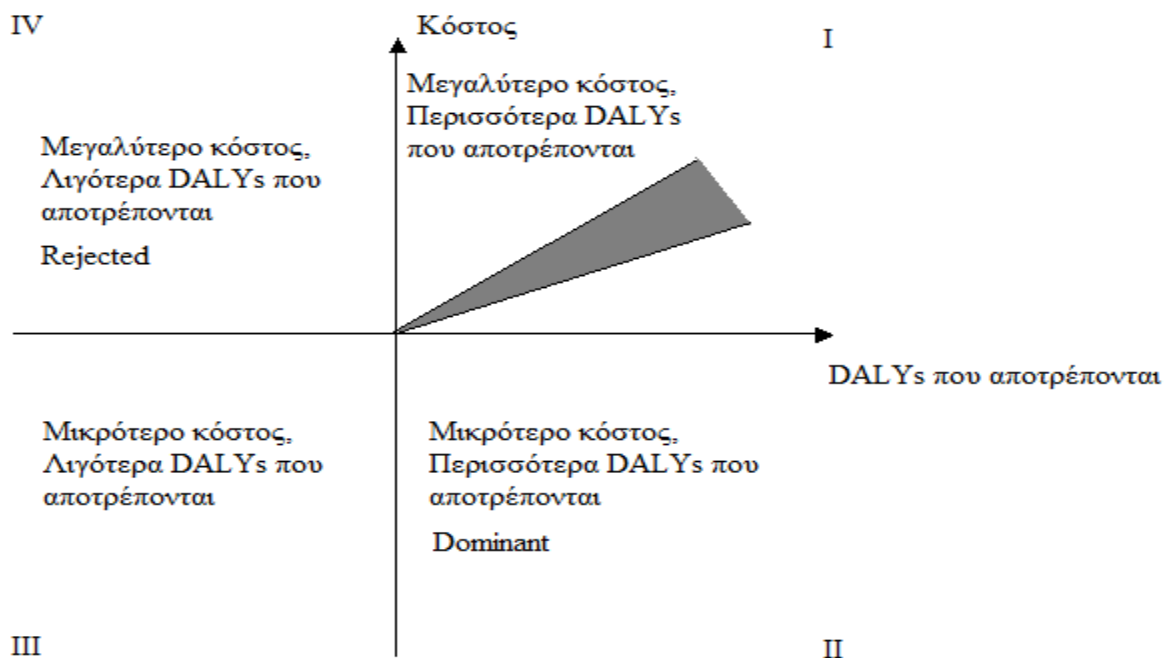 IV
Κόστος
I
Μεγαλύτερο κόστος,
Περισσότερα DALYs
που αποτρέπονται
Μεγαλύτερο κόστος,
Λιγότερα DALYs που
αποτρέπονται
Rejected
DALYs που αποτρέπονται
Μικρότερο κόστος,
Λιγότερα DALYs που
αποτρέπονται
Μικρότερο κόστος,
Περισσότερα DALYs που
αποτρέπονται
Dominant
III
II